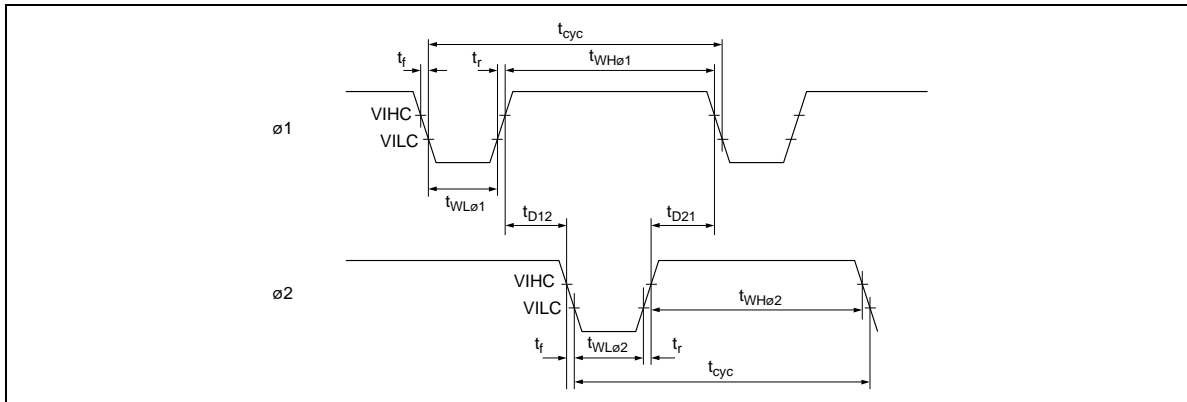 tcyc
tf
tr
tWHø1
VIHC
ø1
VILC
tWLø1
tD12
tD21
VIHC
ø2
VILC
tWHø2
tf
tWLø2
tr
tcyc